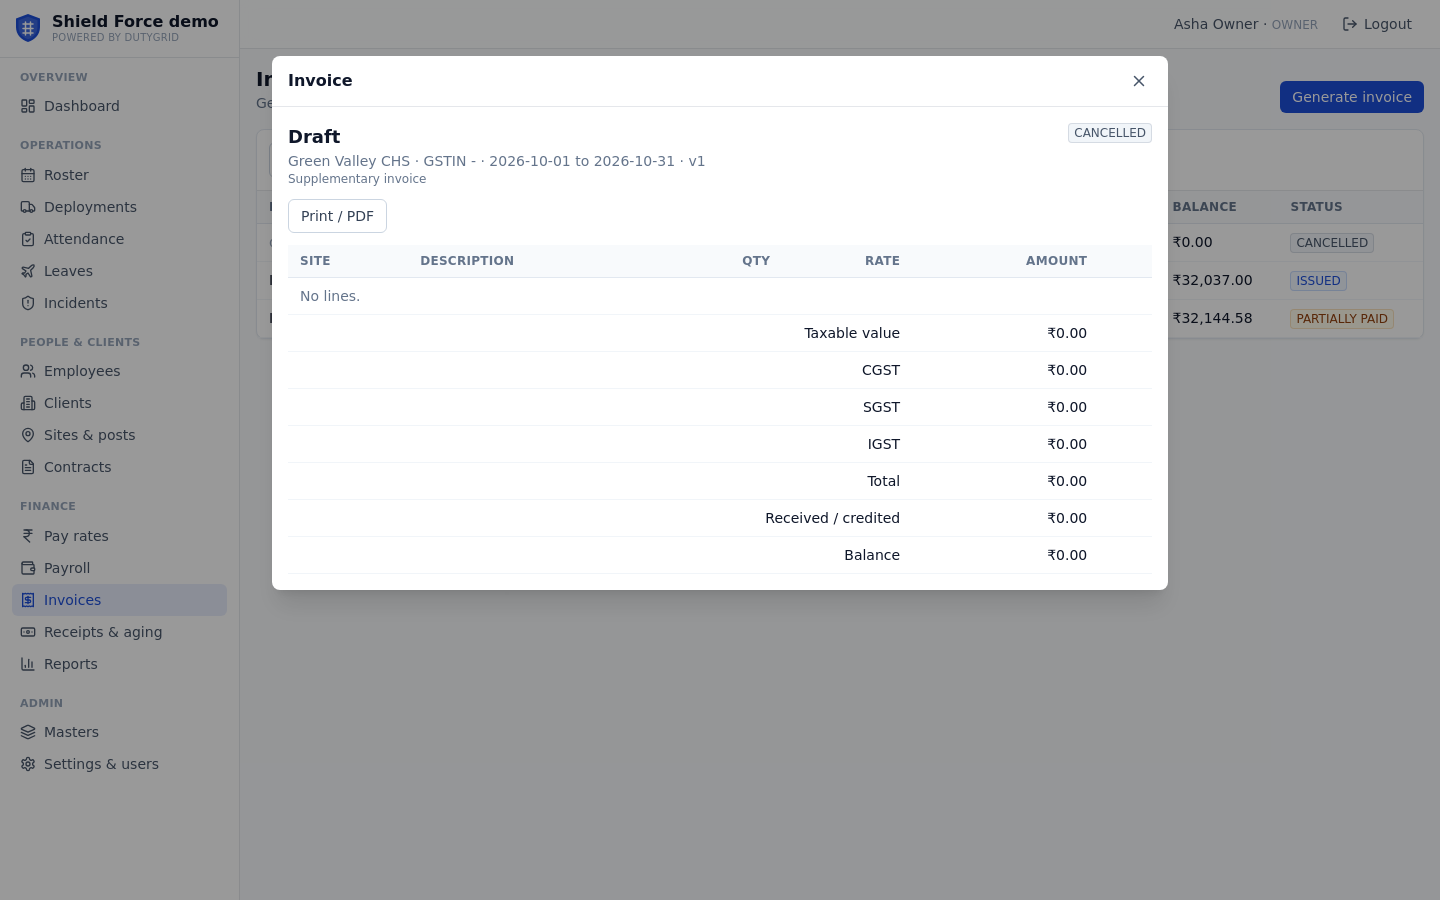 Shield Force demo
POWERED BY DUTYGRID
Asha Owner · OWNER
Logout
OVERVIEW
Dashboard
OPERATIONS
Roster
Deployments
Attendance
Leaves
Incidents
PEOPLE & CLIENTS
Employees
Clients
Sites & posts
Contracts
FINANCE
Pay rates
Payroll
Invoices
Receipts & aging
Reports
ADMIN
Masters
Settings & users
Generate invoice
BALANCE STATUS
₹0.00 CANCELLED
₹32,037.00 ISSUED
₹32,144.58 PARTIALLY PAID
Invoice
Draft
CANCELLED
Green Valley CHS · GSTIN - · 2026-10-01 to 2026-10-31 · v1
Supplementary invoice
Print / PDF
SITE DESCRIPTION QTY RATE AMOUNT
No lines.
Taxable value ₹0.00
CGST ₹0.00
SGST ₹0.00
IGST ₹0.00
Total ₹0.00
Received / credited ₹0.00
Balance ₹0.00